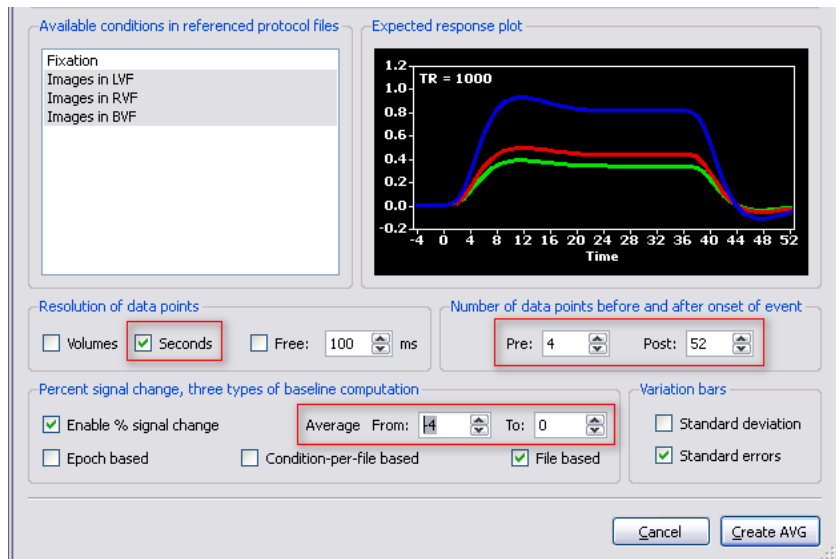 Available conditions in referenced protocol files
Fixation
Images in LVF
Images in RVF
Images in BVF
Expected response plot
TR = 1000
1.2
1.0
0.8
0.6
0.4
0.2
0.0
-0.2
-4 0 4 8 12 16 20 24 28 32 36 40 44 48 52
Time
Resolution of data points
Volumes Seconds Free: 100 ms
Number of data points before and after onset of event
Pre: 4 Post: 52
Percent signal change, three types of baseline computation
Enable % signal change Average From: -4 To: 0
Epoch based Condition-per-file based File based
Variation bars
Standard deviation
Standard errors
Cancel Create AVG